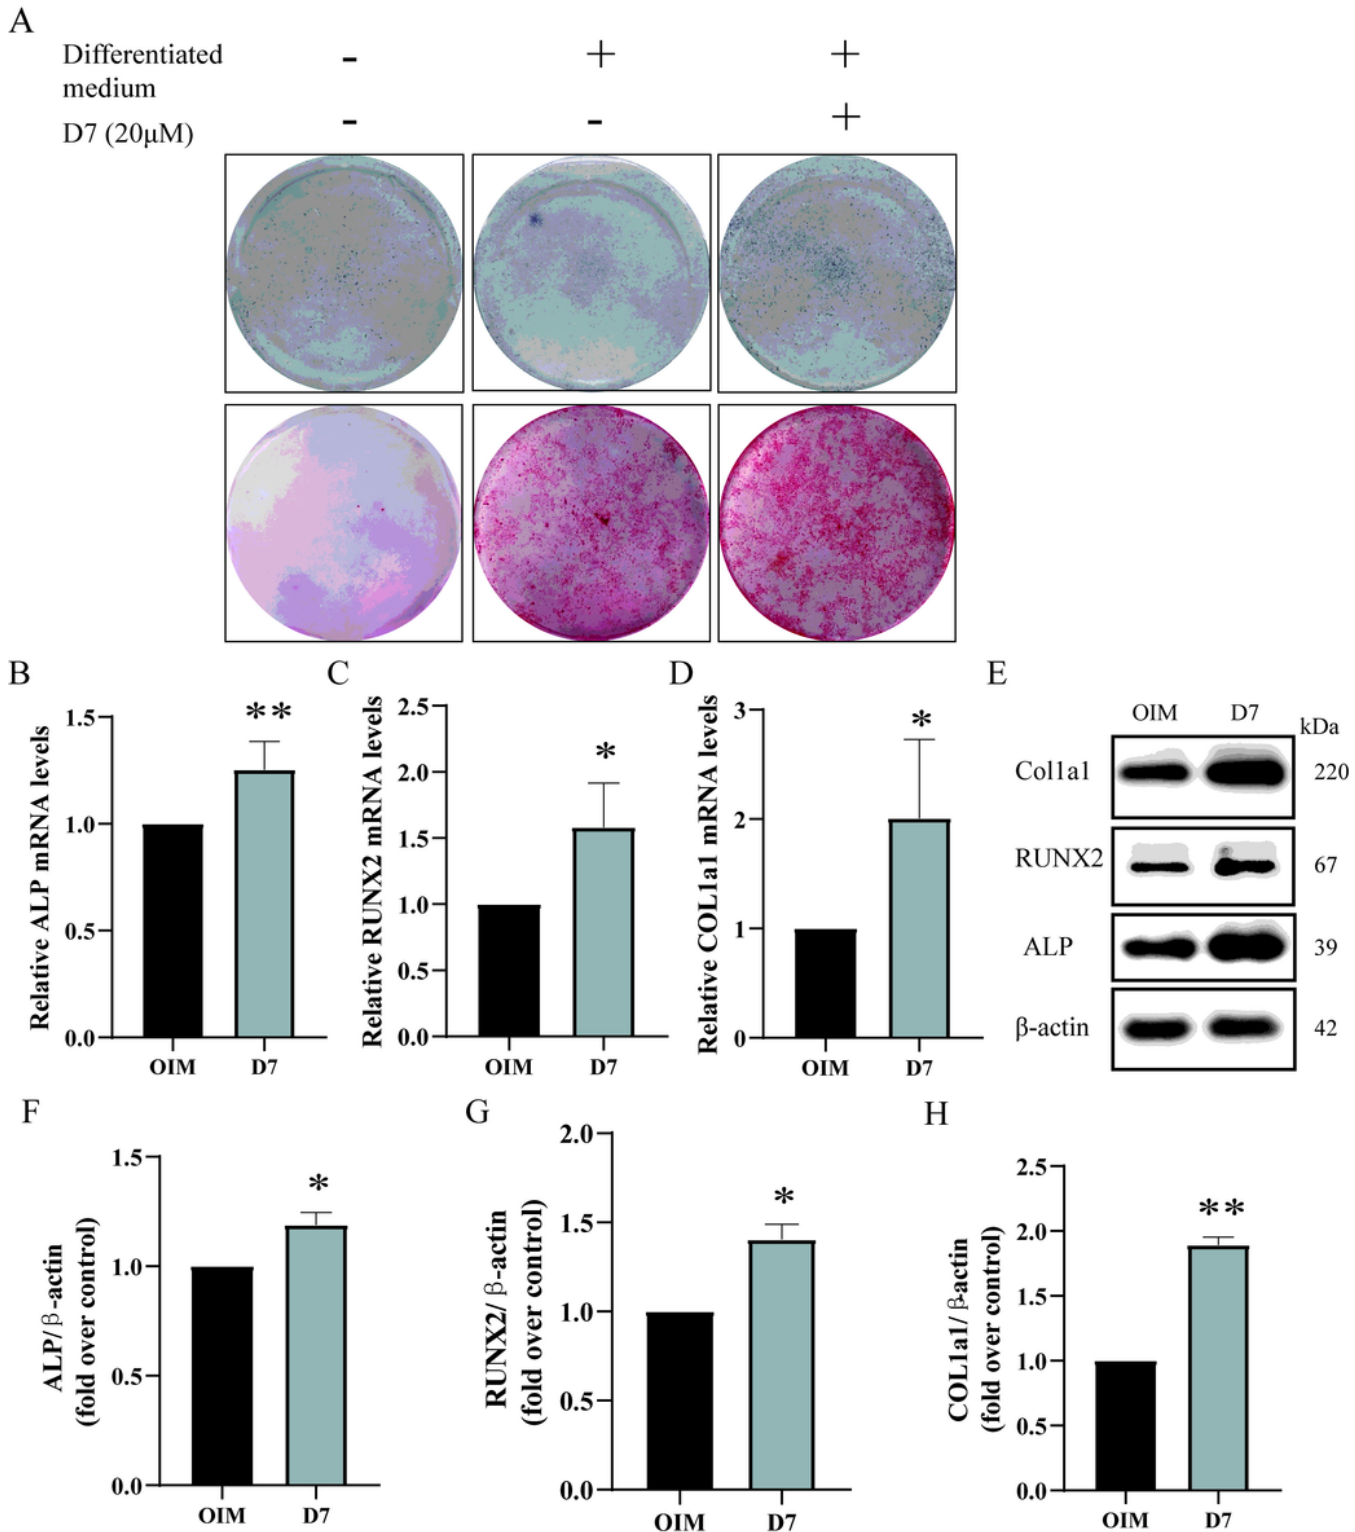 A
Differentiated - + +
medium
D7 (20μM) - - +
B
C
D
E
Relative ALP mRNA levels
1.5
1.0
0.5
0.0
**
OIM D7
Relative RUNX2 mRNA levels
2.5
2.0
1.5
1.0
0.5
0.0
*
OIM D7
Relative COL1a1 mRNA levels
3
2
1
0
*
OIM D7
OIM D7 kDa
Col1a1 220
RUNX2 67
ALP 39
β-actin 42
F
G
H
ALP/β-actin
(fold over control)
1.5
1.0
0.5
0.0
*
OIM D7
RUNX2/β-actin
(fold over control)
2.0
1.5
1.0
0.5
0.0
*
OIM D7
COL1a1/β-actin
(fold over control)
2.5
2.0
1.5
1.0
0.5
0.0
**
OIM D7